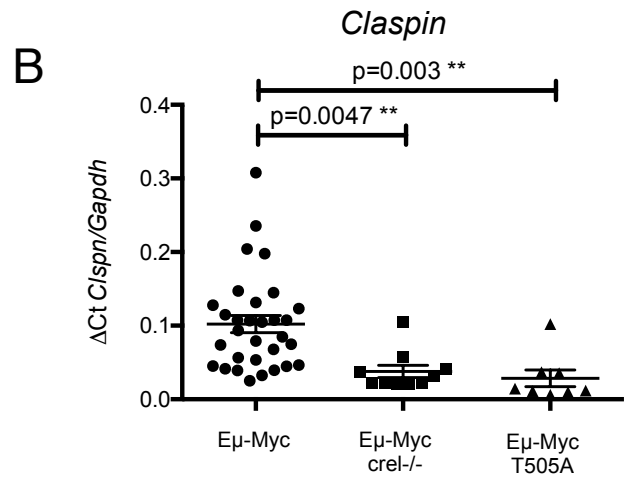 Claspin
B
p=0.003 **
p=0.0047 **
0.4
0.3
0.2
0.1
0.0
ΔCt Clspn/Gapdh
Eμ-Myc
Eμ-Myc
crel-/-
Eμ-Myc
T505A